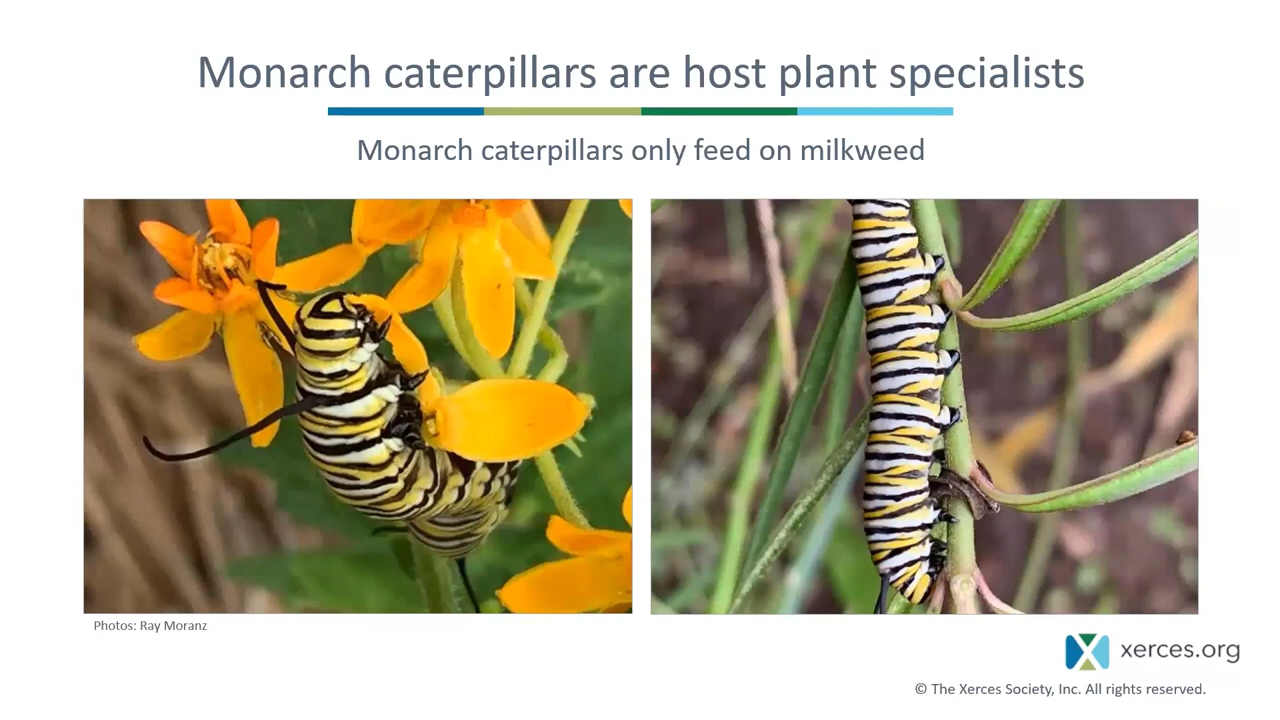 Monarch caterpillars are host plant specialists
Monarch caterpillars only feed on milkweed
Photos: Ray Moranz
xerces.org
© The Xerces Society, Inc. All rights reserved.